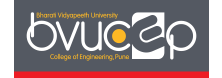 Bharati Vidyapeeth University
bvucoep
College of Engineering, Pune